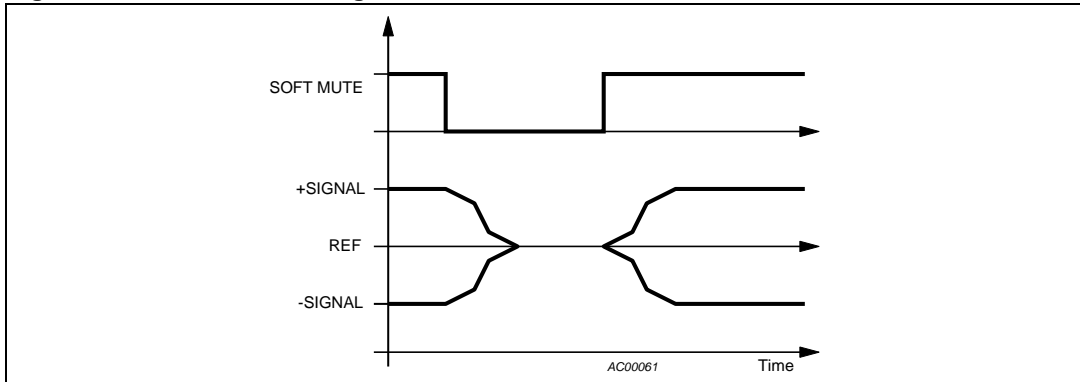 SOFT MUTE
+SIGNAL
REF
-SIGNAL
AC00061
Time